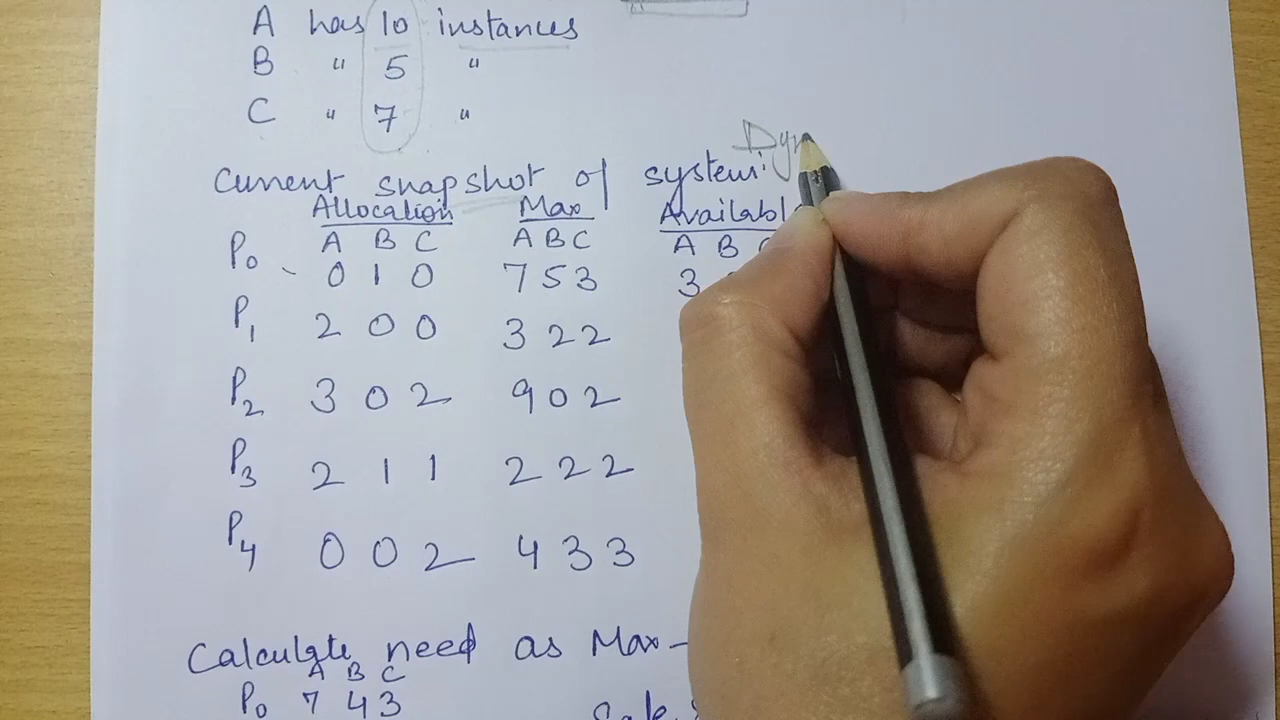 A has 10 instances
B " 5 "
C " 7 "
Dyn
Current snapshot of system:
Allocation Max Availabl
P0 A B C A B C A B C
0 1 0 7 5 3 3
P1 2 0 0 3 2 2
P2 3 0 2 9 0 2
P3 2 1 1 2 2 2
P4 0 0 2 4 3 3
Calculate need as Max -
A B C
P0 7 4 3